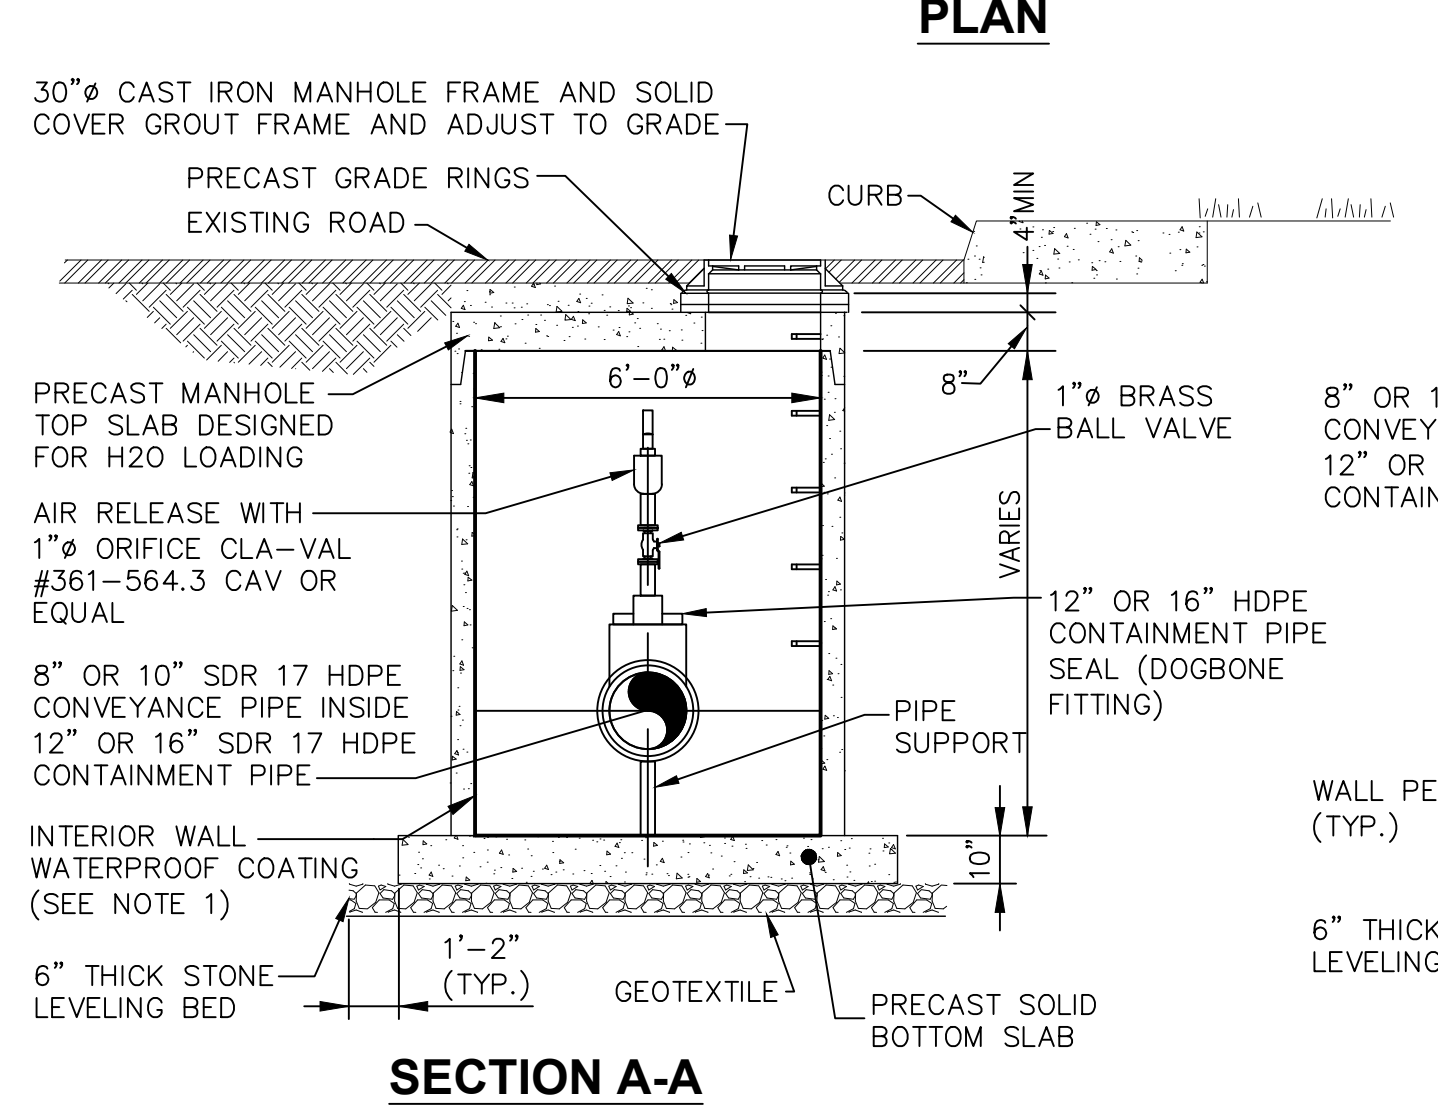 PLAN
30"ø CAST IRON MANHOLE FRAME AND SOLID
COVER GROUT FRAME AND ADJUST TO GRADE
PRECAST GRADE RINGS
EXISTING ROAD
CURB
4"MIN
8"
6'-0"ø
PRECAST MANHOLE
TOP SLAB DESIGNED
FOR H20 LOADING
1"ø BRASS
BALL VALVE
AIR RELEASE WITH
1"ø ORIFICE CLA-VAL
#361-564.3 CAV OR
EQUAL
VARIES
12" OR 16" HDPE
CONTAINMENT PIPE
SEAL (DOGBONE
FITTING)
8" OR 10" SDR 17 HDPE
CONVEYANCE PIPE INSIDE
12" OR 16" SDR 17 HDPE
CONTAINMENT PIPE
PIPE
SUPPORT
INTERIOR WALL
WATERPROOF COATING
(SEE NOTE 1)
10"
6" THICK STONE
LEVELING BED
1'-2"
(TYP.)
GEOTEXTILE
PRECAST SOLID
BOTTOM SLAB
SECTION A-A
8" OR 1
CONVEY
12" OR
CONTAIN
WALL PE
(TYP.)
6" THICK
LEVELING